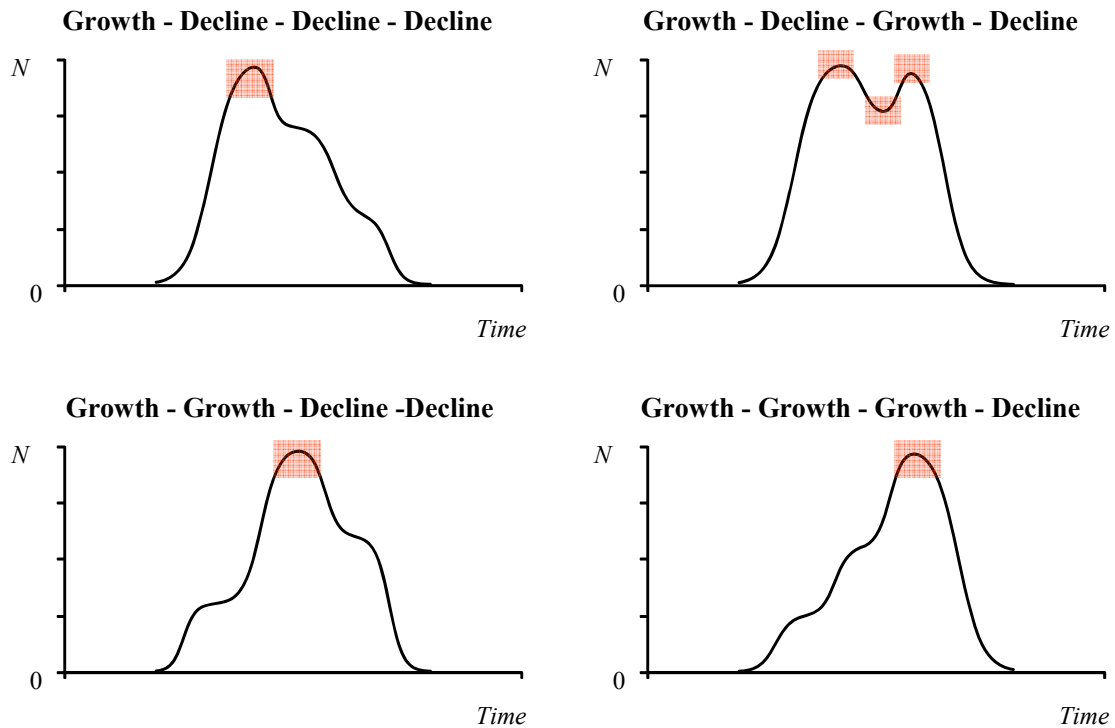 Growth - Decline - Decline - Decline
N
0
Time
Growth - Decline - Growth - Decline
N
0
Time
Growth - Growth - Decline -Decline
N
0
Time
Growth - Growth - Growth - Decline
N
0
Time